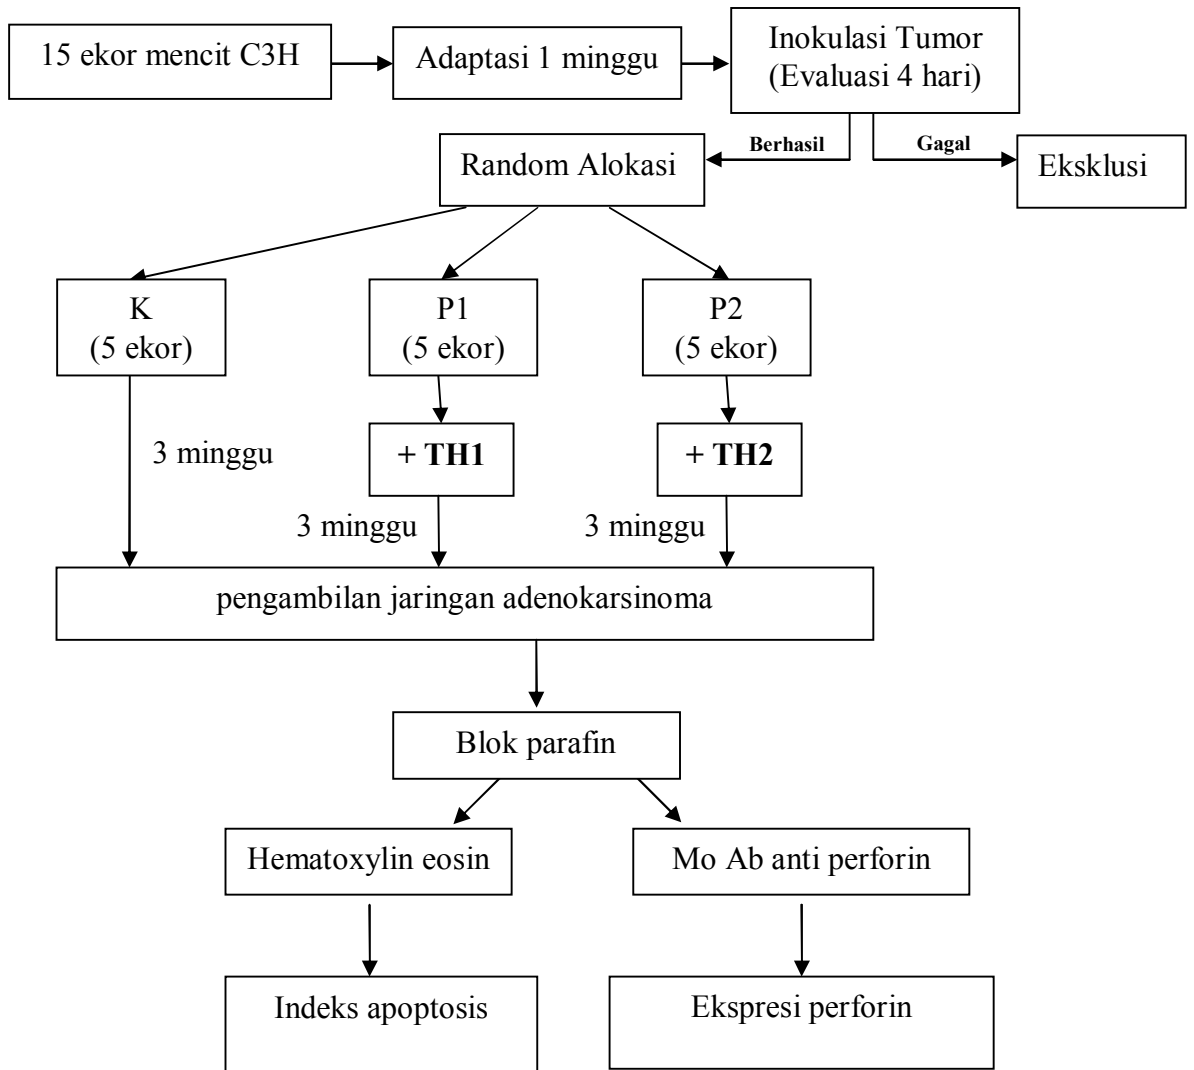 15 ekor mencit C3H
Adaptasi 1 minggu
Inokulasi Tumor
(Evaluasi 4 hari)
Berhasil
Gagal
Random Alokasi
Eksklusi
K
(5 ekor)
P1
(5 ekor)
P2
(5 ekor)
3 minggu
+ TH1
+ TH2
3 minggu
3 minggu
pengambilan jaringan adenokarsinoma
Blok parafin
Hematoxylin eosin
Mo Ab anti perforin
Indeks apoptosis
Ekspresi perforin